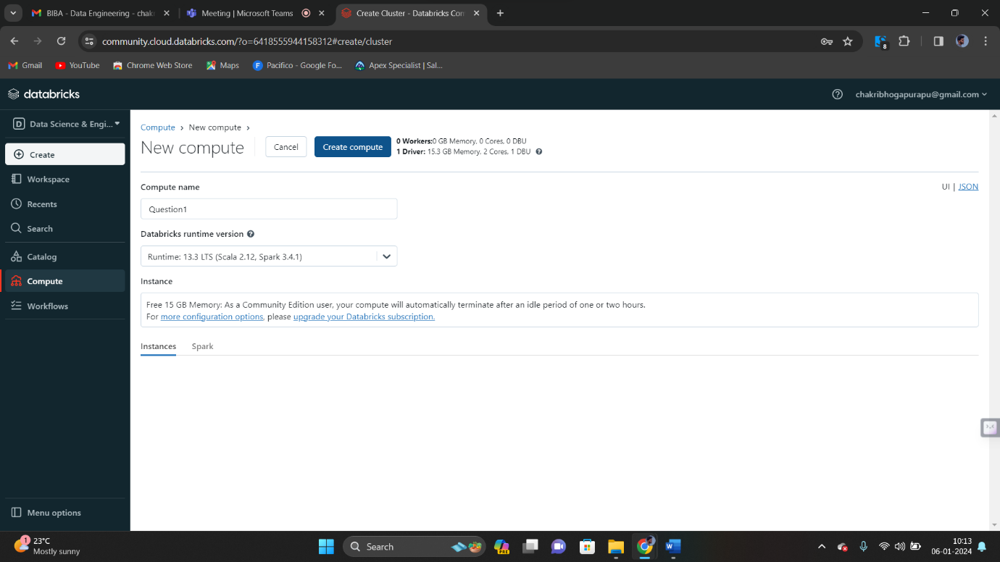 BIBA - Data Engineering - chak
Meeting | Microsoft Teams
Create Cluster - Databricks Com
community.cloud.databricks.com/?o=6418555944158312#create/cluster
8
Gmail
YouTube
Chrome Web Store
Maps
Pacifico - Google Fo...
Apex Specialist | Sal...
databricks
chakribhogapurapu@gmail.com
D Data Science & Engi...
Create
Workspace
Recents
Search
Catalog
Compute
Workflows
Menu options
Compute > New compute >
New compute
Cancel
Create compute
0 Workers:0 GB Memory, 0 Cores, 0 DBU
1 Driver: 15.3 GB Memory, 2 Cores, 1 DBU
Compute name
UI | JSON
Question1
Databricks runtime version
Runtime: 13.3 LTS (Scala 2.12, Spark 3.4.1)
Instance
Free 15 GB Memory: As a Community Edition user, your compute will automatically terminate after an idle period of one or two hours.
For more configuration options, please upgrade your Databricks subscription.
Instances
Spark
1
23°C
Mostly sunny
Search
PRE
W
10:13
06-01-2024